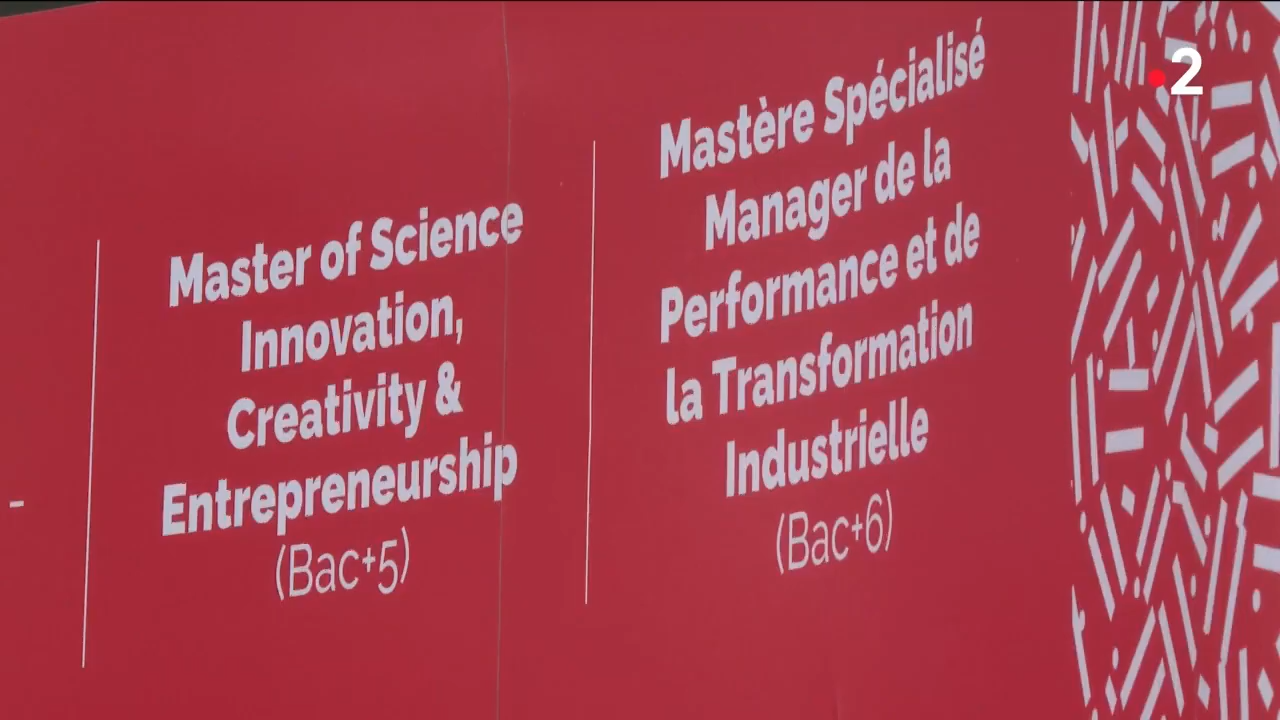 Master of Science
Innovation,
Creativity &
Entrepreneurship
(Bac+5)
Mastère Spécialisé
Manager de la
Performance et de
la Transformation
Industrielle
(Bac+6)
2